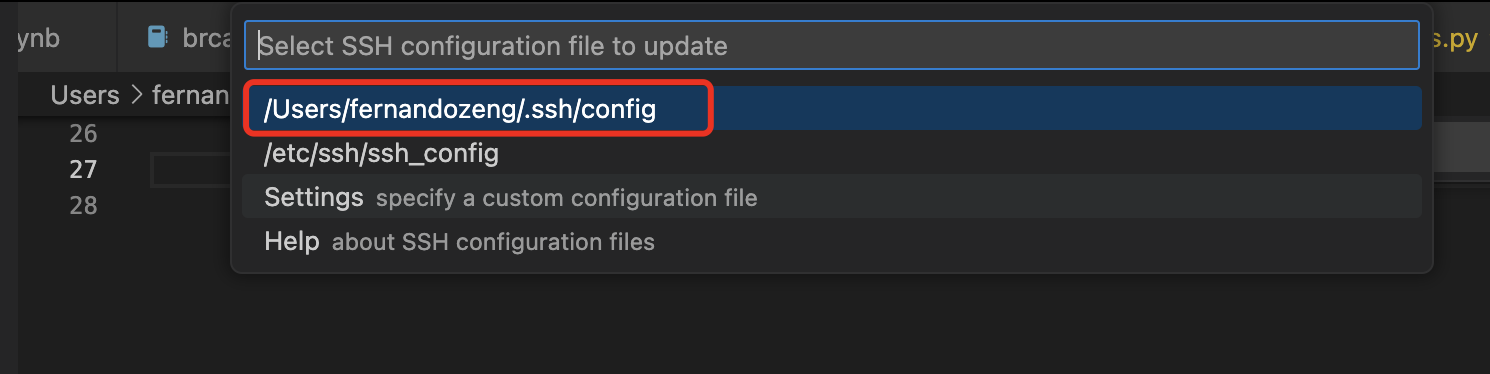 ynb
brca
s.py
Select SSH configuration file to update
Users > fernan
/Users/fernandozeng/.ssh/config
/etc/ssh/ssh_config
Settings specify a custom configuration file
Help about SSH configuration files
26
27
28